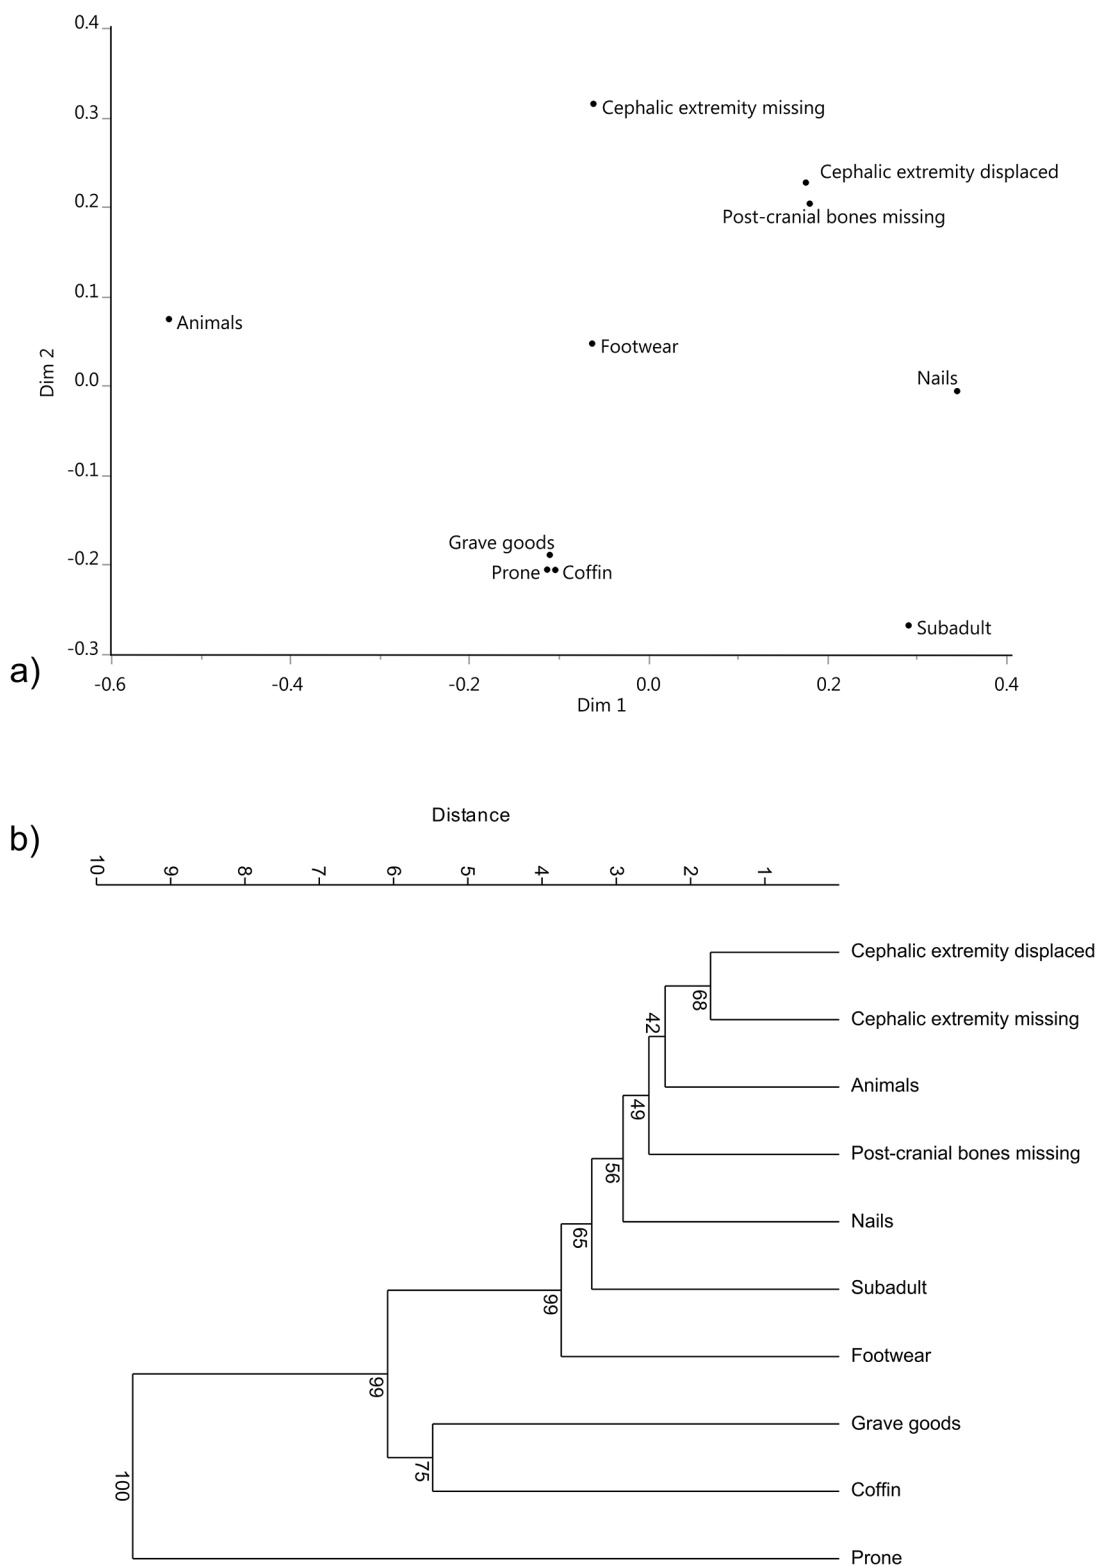 0.4
Cephalic extremity missing
0.3
Cephalic extremity displaced
0.2
Post-cranial bones missing
0.1
Animals
Footwear
Dim 2
0.0
Nails
-0.1
Grave goods
-0.2
Prone
Coffin
Subadult
-0.3
a)
-0.6
-0.4
-0.2
0.0
0.2
0.4
Dim 1
Distance
b)
10
9
8
7
6
5
4
3
2
1
Cephalic extremity displaced
68
Cephalic extremity missing
42
Animals
49
Post-cranial bones missing
56
Nails
65
Subadult
99
Footwear
99
Grave goods
75
Coffin
100
Prone